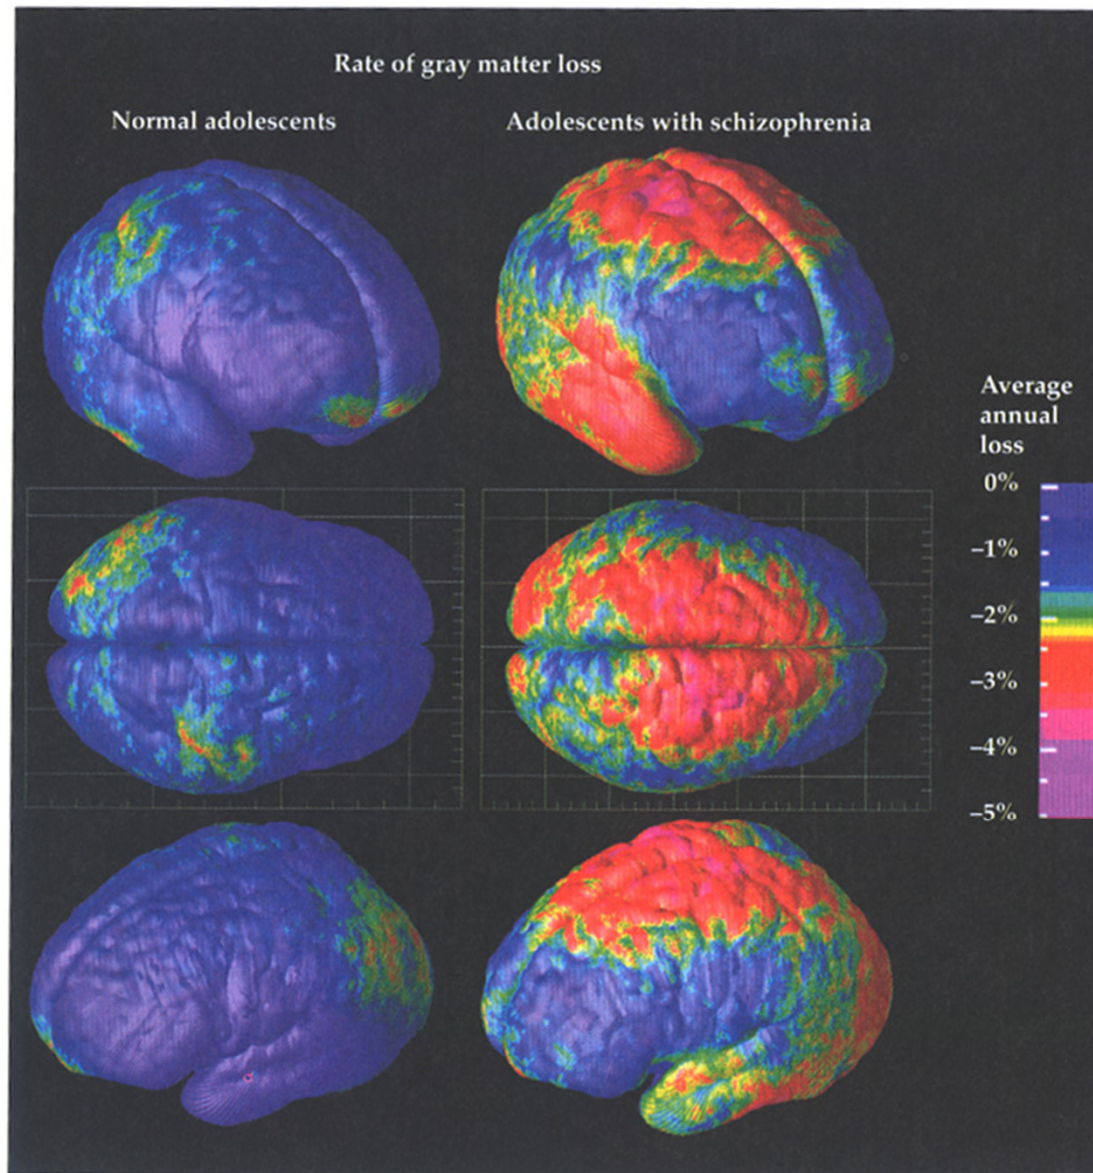 Rate of gray matter loss
Normal adolescents
Adolescents with schizophrenia
Average
annual
loss
0%
–1%
–2%
–3%
–4%
–5%